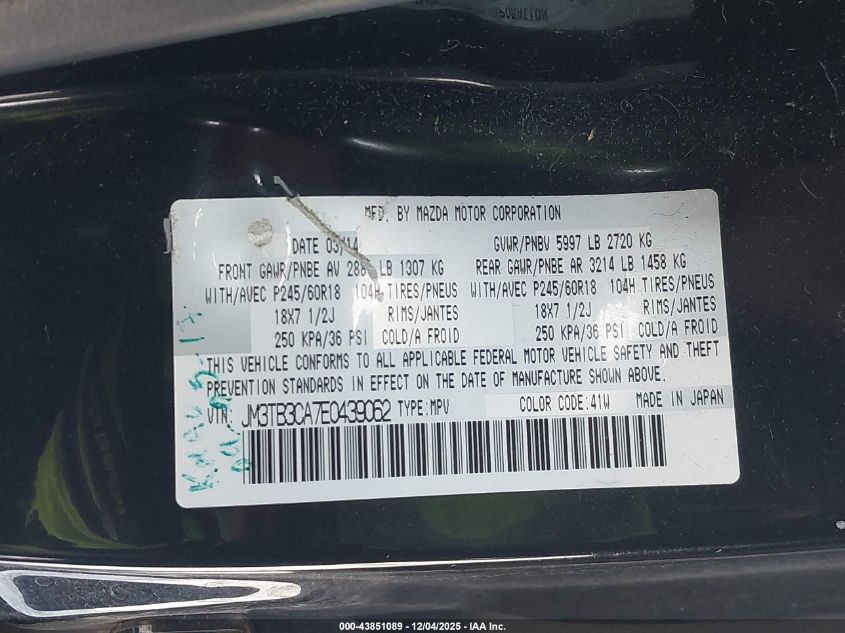 MFD. BY MAZDA MOTOR CORPORATION
DATE 03/14 GVWR/PNBV 5997 LB 2720 KG
FRONT GAWR/PNBE AV LB 1307 KG REAR GAWR/PNBE AR 3214 LB 1458 KG
WITH/AVEC P245/60R18 104H TIRES/PNEUS WITH/AVEC P245/60R18 104H TIRES/PNEUS
18X7 1/2J RIMS/JANTES 18X7 1/2J RIMS/JANTES
250 KPA/36 PSI COLD/A FROID 250 KPA/36 PSI COLD/A FROID
THIS VEHICLE CONFORMS TO ALL APPLICABLE FEDERAL MOTOR VEHICLE SAFETY AND THEFT
PREVENTION STANDARDS IN EFFECT ON THE DATE OF MANUFACTURE SHOWN ABOVE.
VIN: JM3TB3CA7E0439062 TYPE:MPV COLOR CODE:41W MADE IN JAPAN
000-43851089 - 12/04/2025 - IAA Inc.